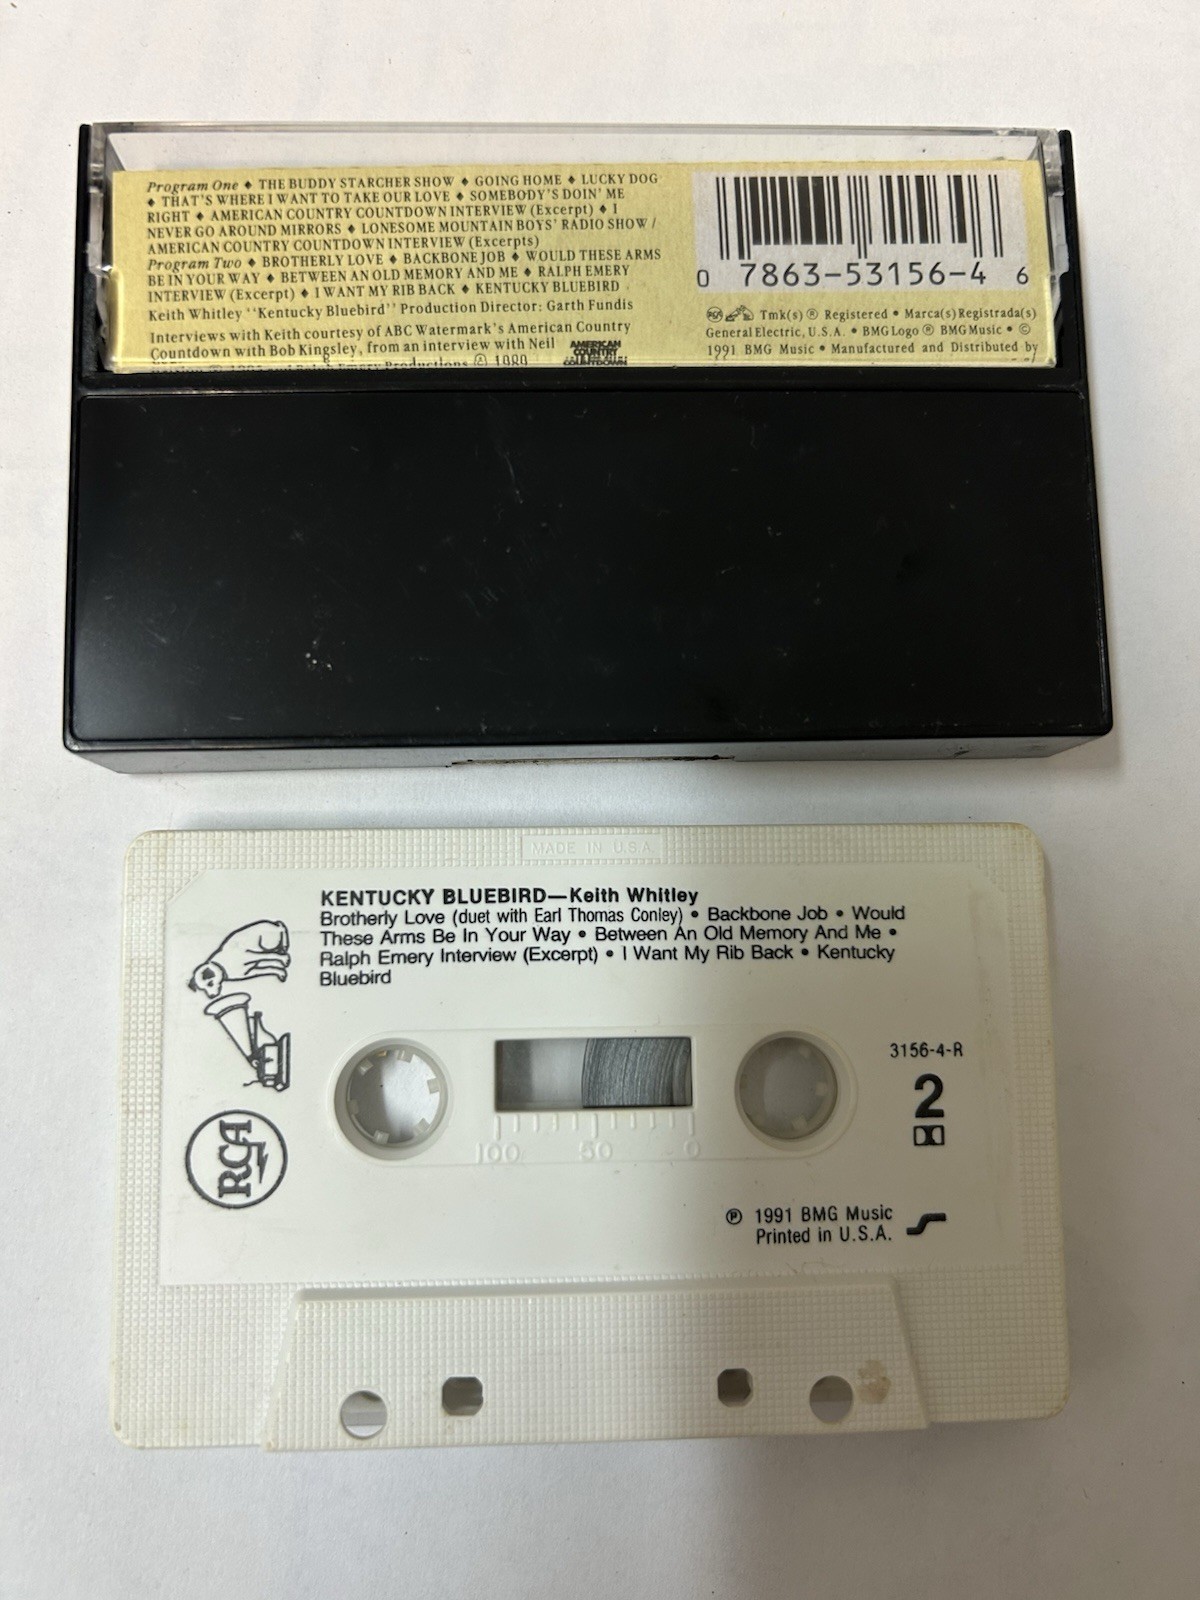 Program One ♦ THE BUDDY STARCHER SHOW ♦ GOING HOME ♦ LUCKY DOG
♦ THAT'S WHERE I WANT TO TAKE OUR LOVE ♦ SOMEBODY'S DOIN' ME
RIGHT ♦ AMERICAN COUNTRY COUNTDOWN INTERVIEW (Excerpt) ♦ I
NEVER GO AROUND MIRRORS ♦ LONESOME MOUNTAIN BOYS' RADIO SHOW /
AMERICAN COUNTRY COUNTDOWN INTERVIEW (Excerpts)
Program Two ♦ BROTHERLY LOVE ♦ BACKBONE JOB ♦ WOULD THESE ARMS
BE IN YOUR WAY ♦ BETWEEN AN OLD MEMORY AND ME ♦ RALPH EMERY
INTERVIEW (Excerpt) ♦ I WANT MY RIB BACK ♦ KENTUCKY BLUEBIRD
Keith Whitley "Kentucky Bluebird" Production Director: Garth Fundis
Interviews with Keith courtesy of ABC Watermark's American Country
Countdown with Bob Kingsley, from an interview with Neil
and Ralph Emery Productions
AMERICAN
COUNTRY
COUNTDOWN
0 7863-53156-4 6
Tmk(s) ® Registered • Marca(s) Registrada(s)
General Electric, U.S.A. • BMG Logo ® BMG Music • ©
1991 BMG Music • Manufactured and Distributed by
MADE IN U.S.A.
KENTUCKY BLUEBIRD—Keith Whitley
Brotherly Love (duet with Earl Thomas Conley) • Backbone Job • Would
These Arms Be In Your Way • Between An Old Memory And Me •
Ralph Emery Interview (Excerpt) • I Want My Rib Back • Kentucky
Bluebird
3156-4-R
2
100 50 0
RCA
℗ 1991 BMG Music
Printed in U.S.A.